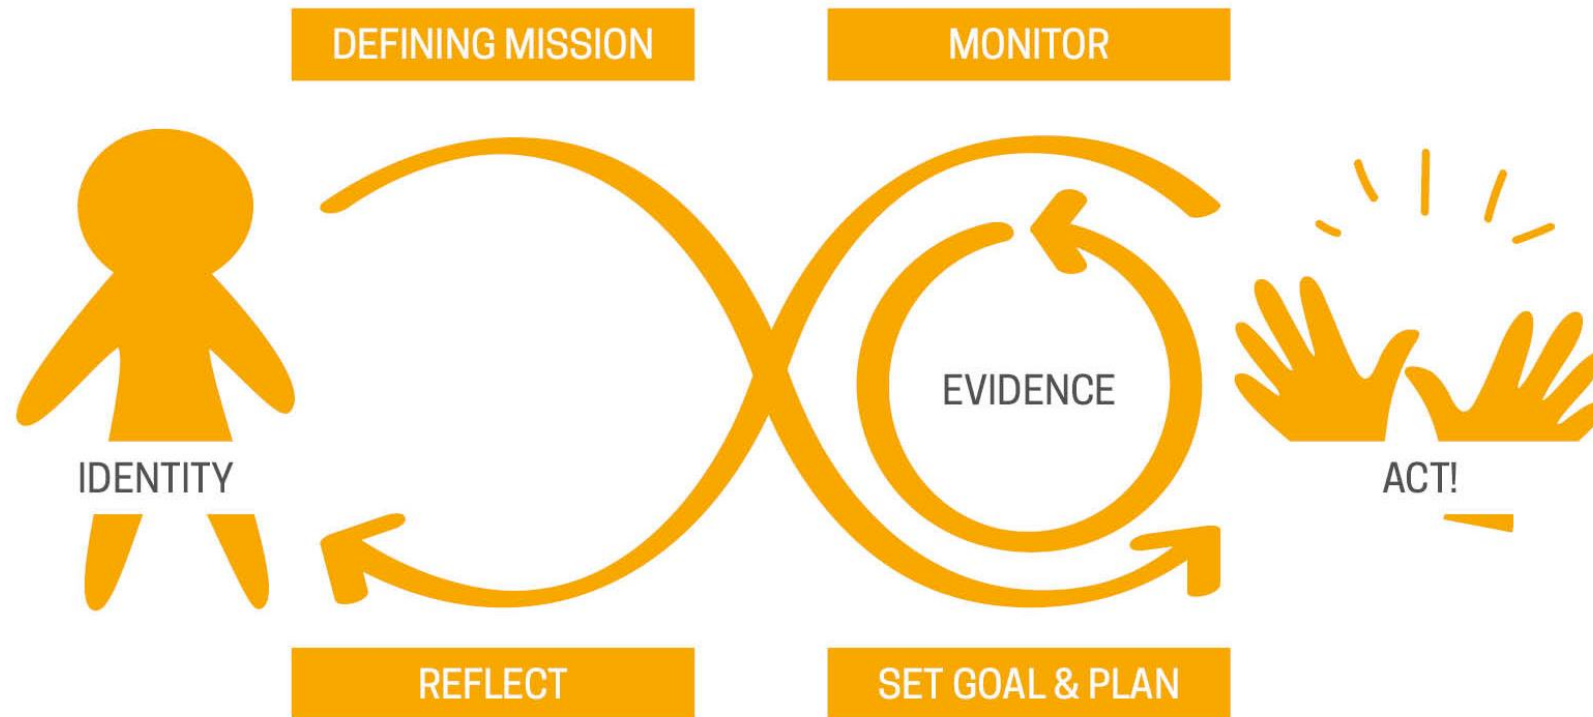 DEFINING MISSION
MONITOR
EVIDENCE
IDENTITY
ACT!
REFLECT
SET GOAL & PLAN